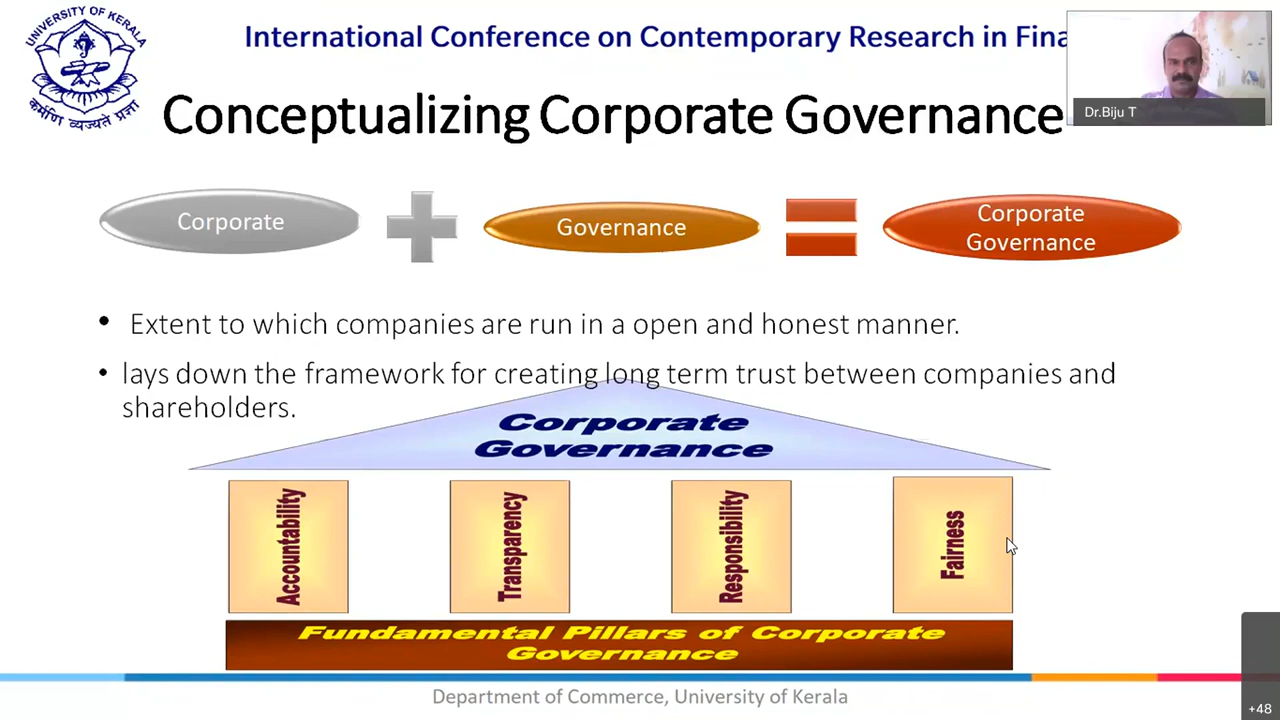 UNIVERSITY OF KERALA
कर्मणि व्यज्यते प्रज्ञा
International Conference on Contemporary Research in Fina
Dr.Biju T
Conceptualizing Corporate Governance
Corporate
Governance
Corporate
Governance
• Extent to which companies are run in a open and honest manner.
• lays down the framework for creating long term trust between companies and
shareholders.
Corporate
Governance
Accountability
Transparency
Responsibility
Fairness
Fundamental Pillars of Corporate
Governance
Department of Commerce, University of Kerala
+48